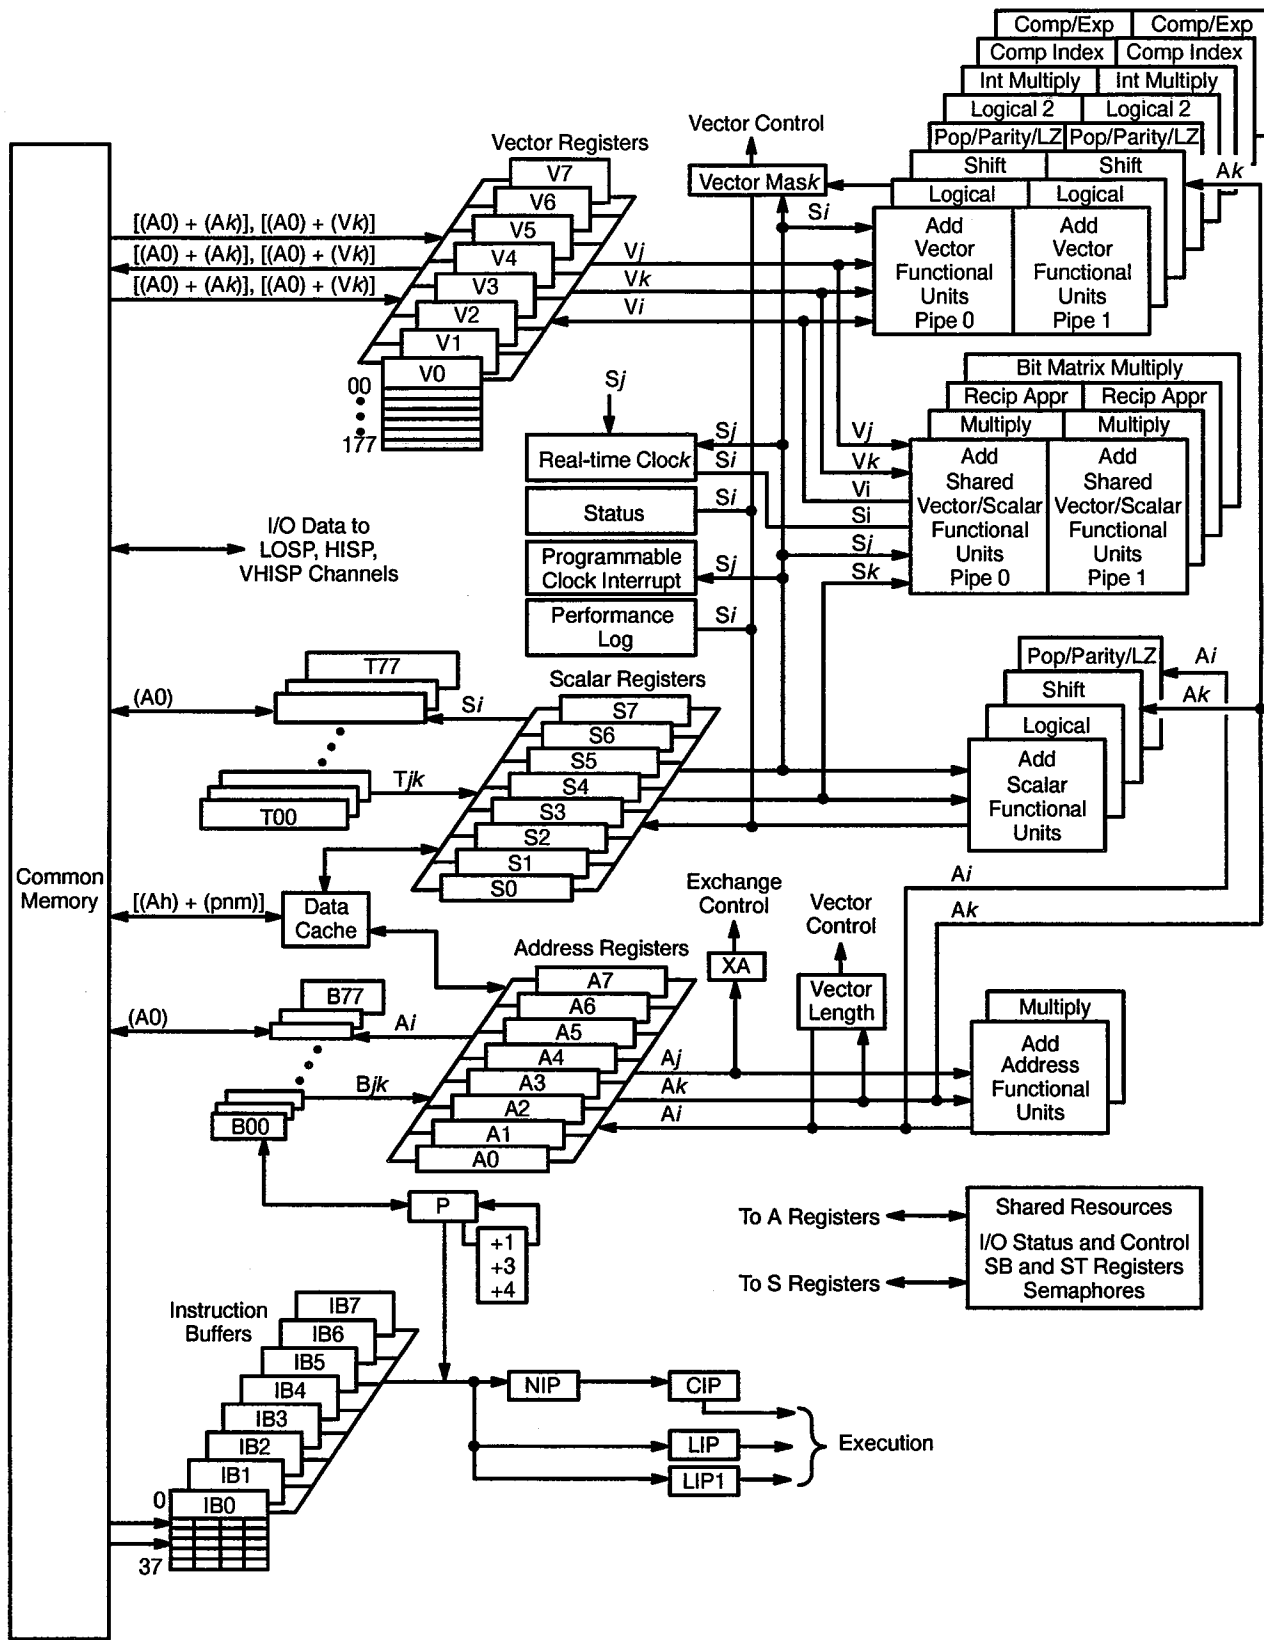 Comp/Exp Comp/Exp
Comp Index Comp Index
Int Multiply Int Multiply
Logical 2 Logical 2
Pop/Parity/LZ Pop/Parity/LZ
Shift Shift
Logical Logical
Add Vector Functional Units Pipe 0
Add Vector Functional Units Pipe 1
Ak
Vector Control
Vector Mask
Si
Vector Registers
V7
V6
V5
V4
V3
V2
V1
V0
00
177
[(A0) + (Ak)], [(A0) + (Vk)]
[(A0) + (Ak)], [(A0) + (Vk)]
[(A0) + (Ak)], [(A0) + (Vk)]
Vj
Vk
Vi
Bit Matrix Multiply
Recip Appr Recip Appr
Multiply Multiply
Add Shared Vector/Scalar Functional Units Pipe 0
Add Shared Vector/Scalar Functional Units Pipe 1
Vj
Vk
Vi
Si
Sj
Sk
Sj
Real-time Clock
Sj
Si
Status
Si
Programmable Clock Interrupt
Sj
Performance Log
Si
I/O Data to
LOSP, HISP,
VHISP Channels
T77
(A0)
Si
T00
Tjk
Scalar Registers
S7
S6
S5
S4
S3
S2
S1
S0
Pop/Parity/LZ
Shift
Logical
Add
Scalar
Functional
Units
Ai
Ak
Common
Memory
[(Ah) + (pnm)]
Data
Cache
Exchange
Control
XA
Vector
Control
Vector
Length
Ai
Ak
Address Registers
A7
A6
A5
A4
A3
A2
A1
A0
B77
(A0)
Ai
B00
Bjk
Aj
Ak
Ai
Multiply
Add
Address
Functional
Units
P
+1
+3
+4
To A Registers
To S Registers
Shared Resources
I/O Status and Control
SB and ST Registers
Semaphores
Instruction
Buffers
IB7
IB6
IB5
IB4
IB3
IB2
IB1
IB0
0
37
NIP
CIP
LIP
LIP1
Execution